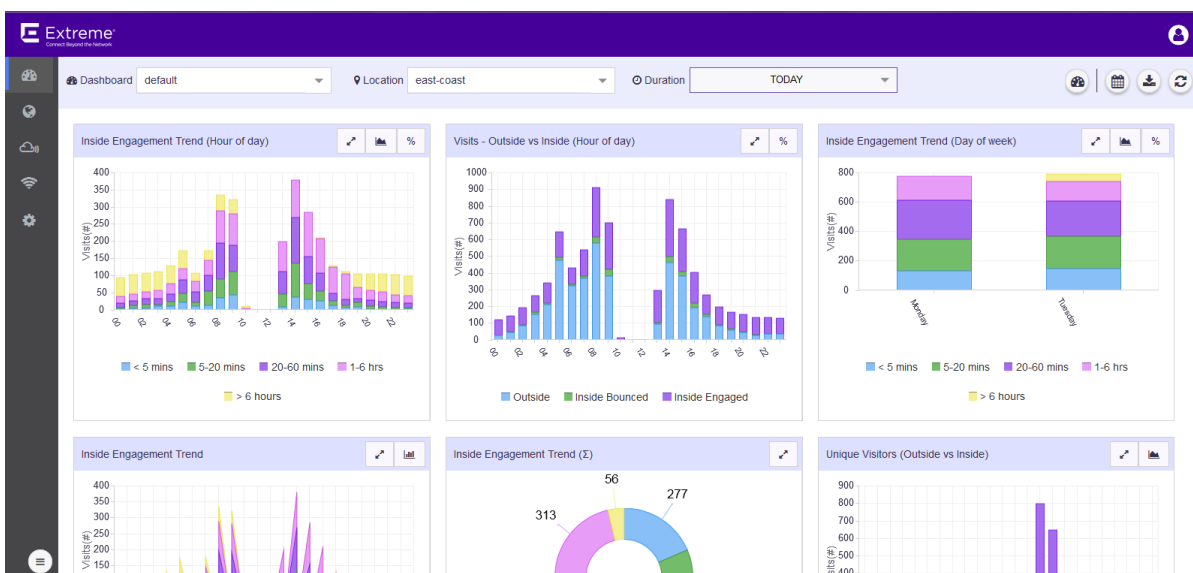 Extreme
Connect Beyond the Network
Dashboard default Location east-coast Duration TODAY
Inside Engagement Trend (Hour of day) %
400
350
300
250
200
150
100
50
0
Visits(#)
00 02 04 06 08 10 12 14 16 18 20 22
< 5 mins 5-20 mins 20-60 mins 1-6 hrs
> 6 hours
Visits - Outside vs Inside (Hour of day) %
1000
900
800
700
600
500
400
300
200
100
0
Visits(#)
00 02 04 06 08 10 12 14 16 18 20 22
Outside Inside Bounced Inside Engaged
Inside Engagement Trend (Day of week) %
800
600
400
200
0
Visits(#)
Monday Tuesday
< 5 mins 5-20 mins 20-60 mins 1-6 hrs
> 6 hours
Inside Engagement Trend
400
350
300
250
200
150
Visits(#)
Inside Engagement Trend (Σ)
56
277
313
Unique Visitors (Outside vs Inside)
900
800
700
600
500
400